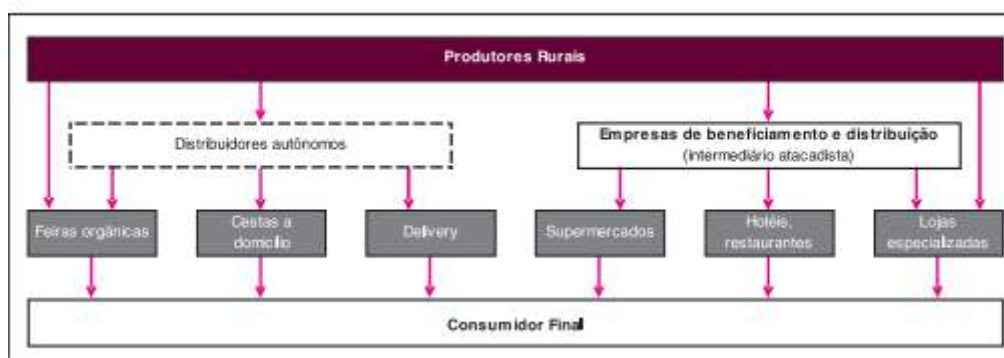 Produtores Rurais
Distribuidores autônomos
Empresas de beneficiamento e distribuição
(intermediário atacadista)
Feiras orgânicas
Cestas a
domicílio
Delivery
Supermercados
Hotéis,
restaurantes
Lojas
especializadas
Consumidor Final